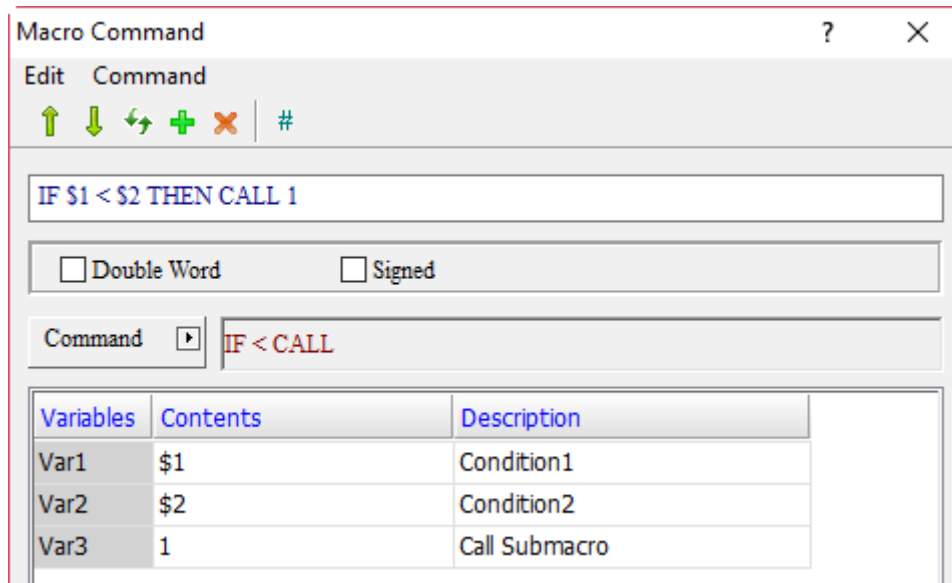 Macro Command ?
Edit Command
#
IF $1 < $2 THEN CALL 1
Double Word Signed
Command IF < CALL
Variables Contents Description
Var1 $1 Condition1
Var2 $2 Condition2
Var3 1 Call Submacro